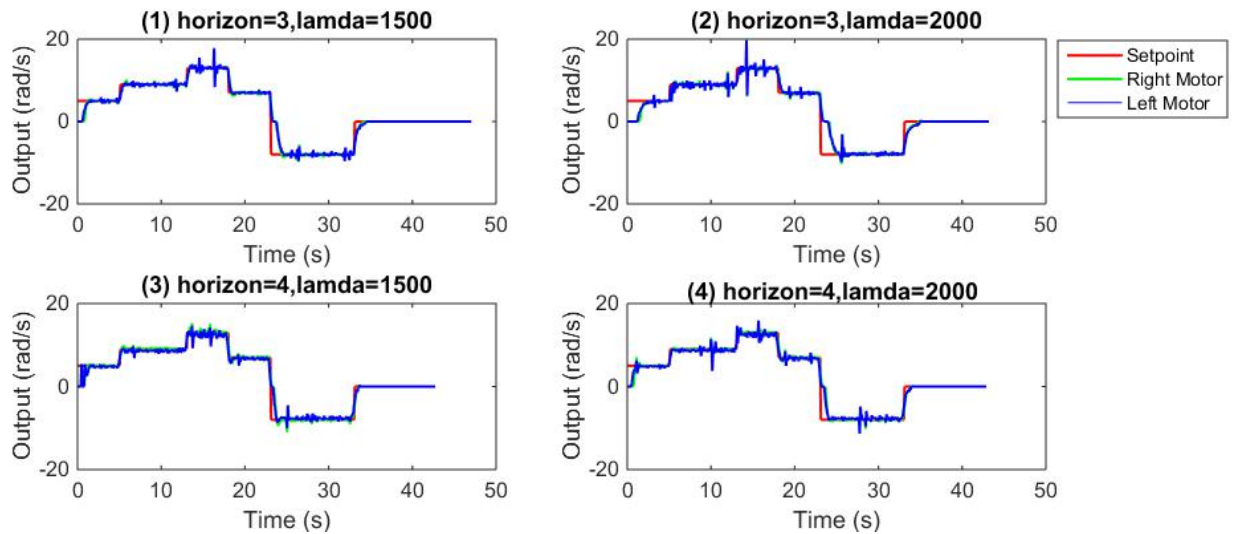 (1) horizon=3,lamda=1500
20
0
-20
Output (rad/s)
0 10 20 30 40 50
Time (s)
(2) horizon=3,lamda=2000
20
0
-20
Output (rad/s)
0 10 20 30 40 50
Time (s)
Setpoint
Right Motor
Left Motor
(3) horizon=4,lamda=1500
20
0
-20
Output (rad/s)
0 10 20 30 40 50
Time (s)
(4) horizon=4,lamda=2000
20
0
-20
Output (rad/s)
0 10 20 30 40 50
Time (s)